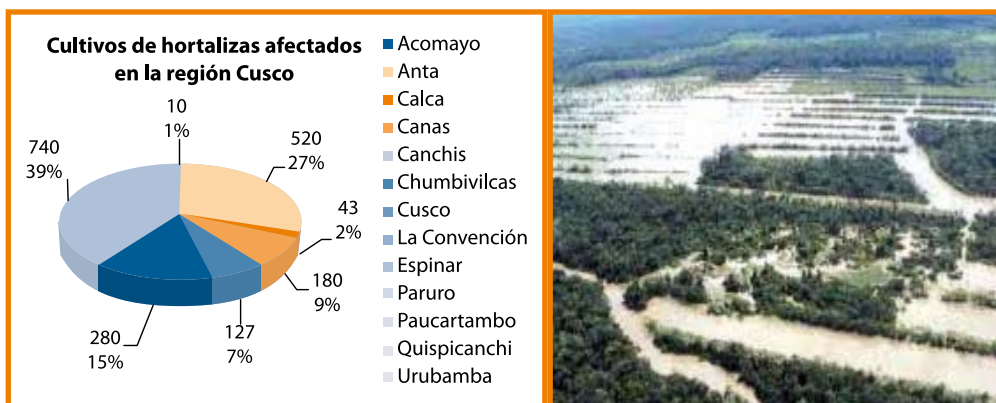 Cultivos de hortalizas afectados
en la región Cusco
10
1%
520
27%
43
2%
180
9%
127
7%
280
15%
740
39%
Acomayo
Anta
Calca
Canas
Canchis
Chumbivilcas
Cusco
La Convención
Espinar
Paruro
Paucartambo
Quispicanchi
Urubamba